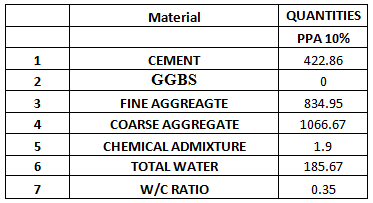 Material QUANTITIES
PPA 10%
1 CEMENT 422.86
2 GGBS 0
3 FINE AGGREAGTE 834.95
4 COARSE AGGREGATE 1066.67
5 CHEMICAL ADMIXTURE 1.9
6 TOTAL WATER 185.67
7 W/C RATIO 0.35